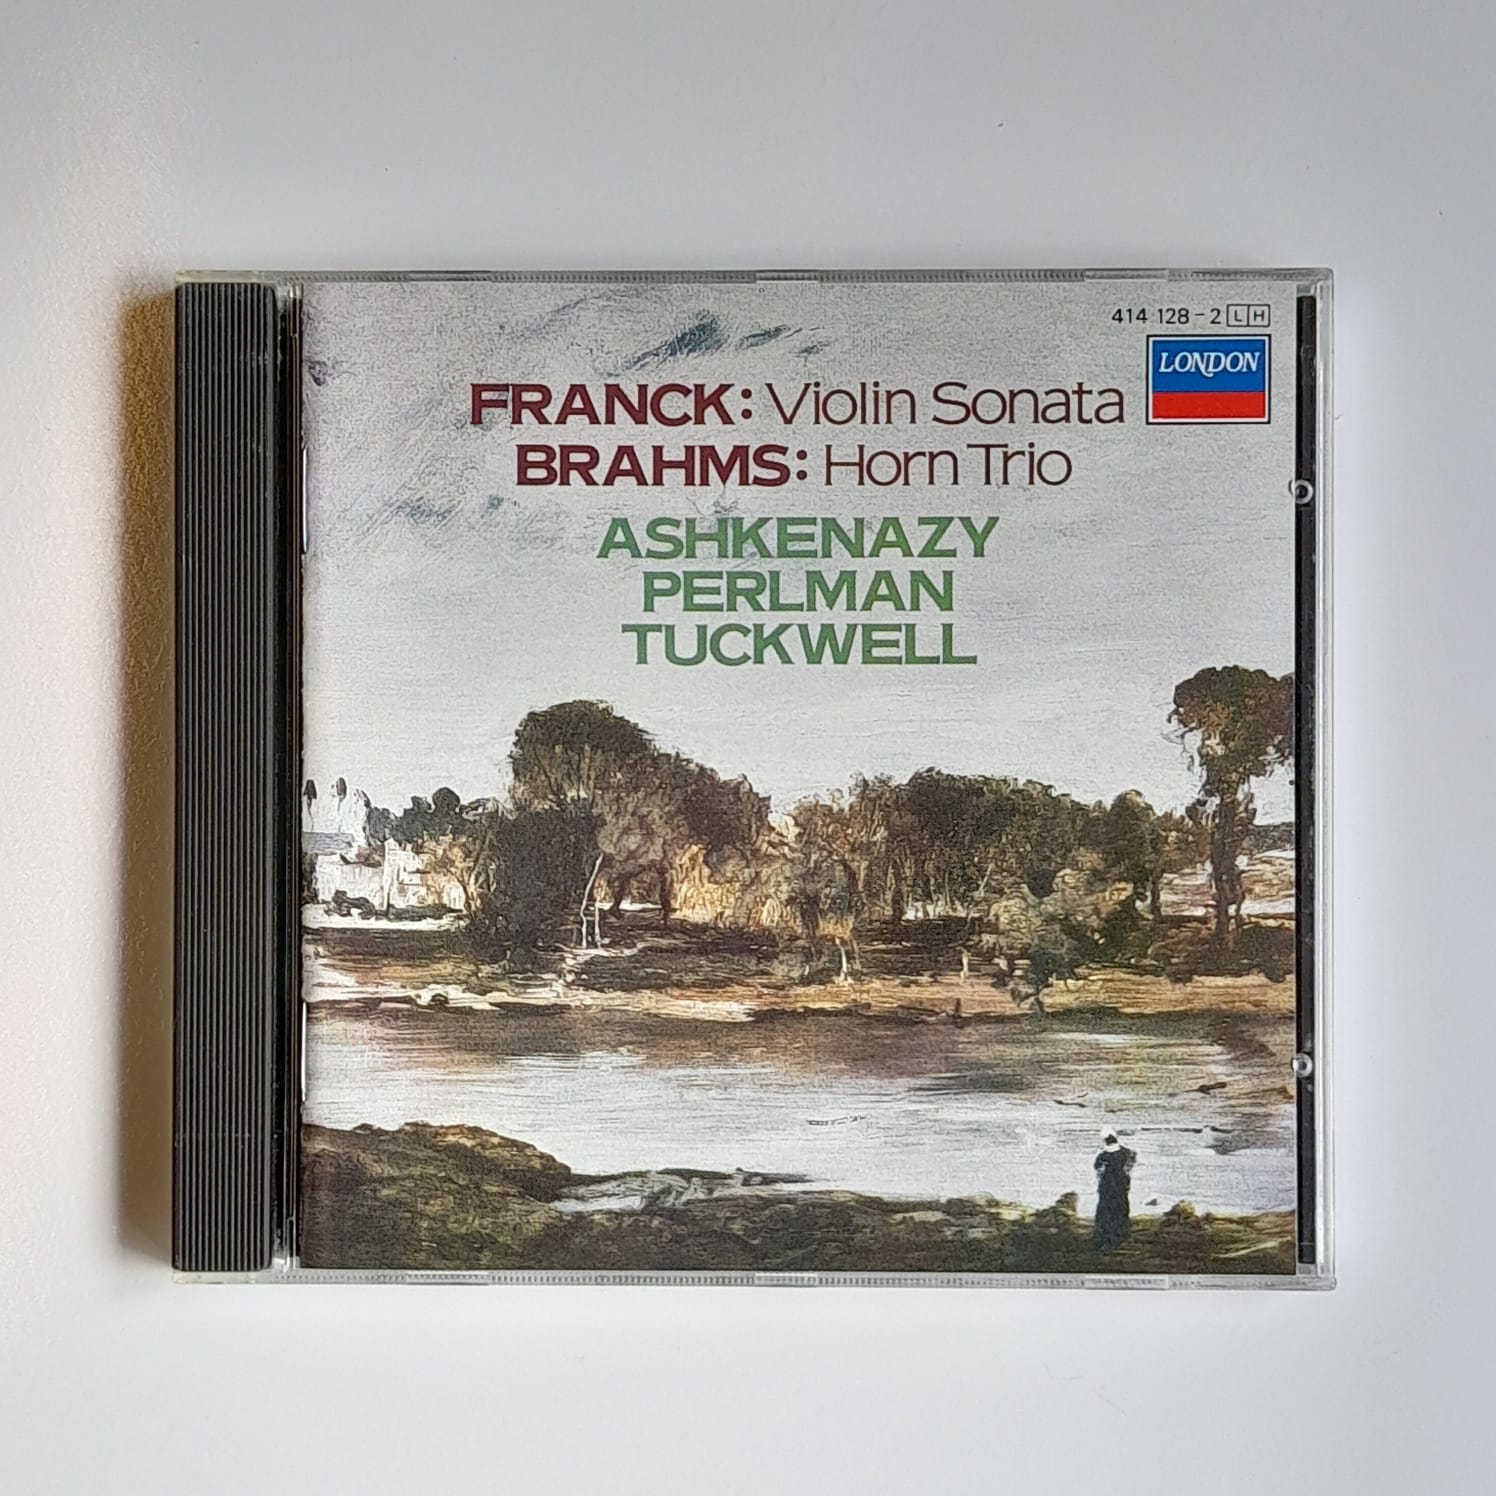 414 128-2 LH
LONDON
FRANCK: Violin Sonata
BRAHMS: Horn Trio
ASHKENAZY
PERLMAN
TUCKWELL